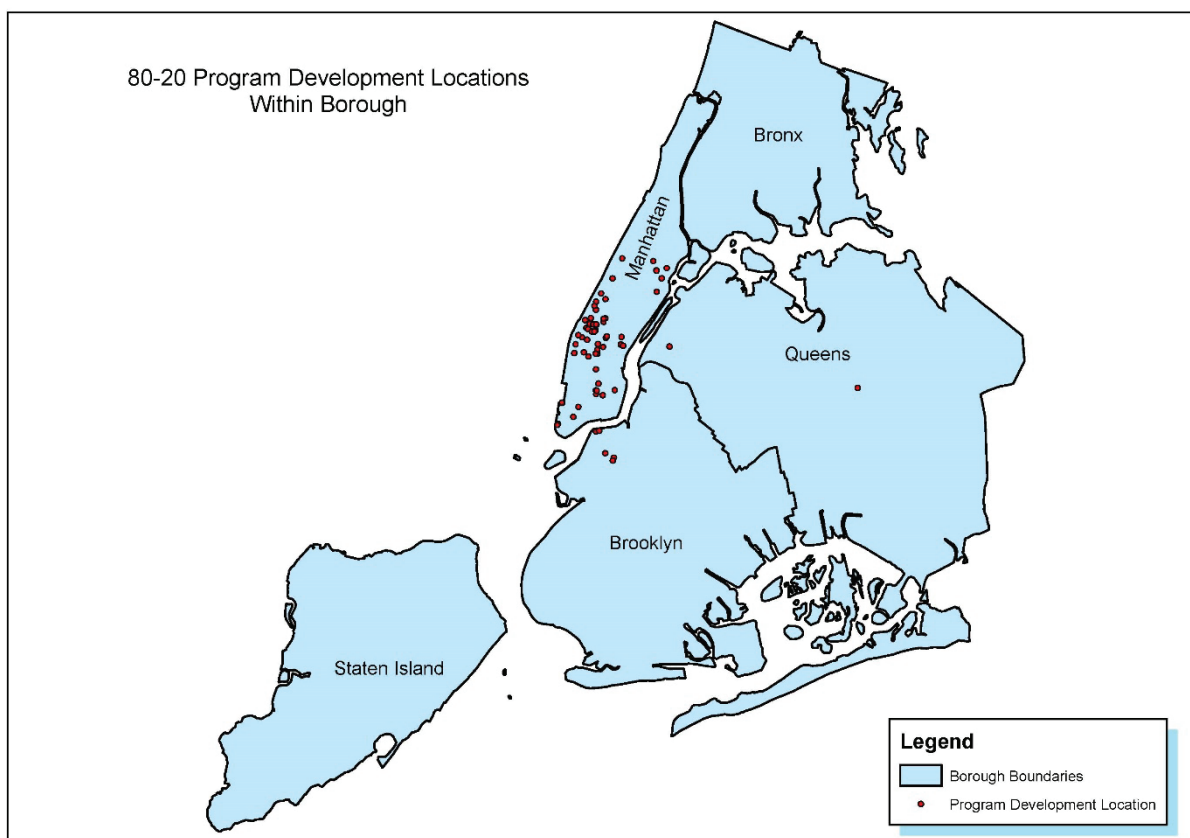 80-20 Program Development Locations
Within Borough
Bronx
Manhattan
Queens
Brooklyn
Staten Island
Legend
Borough Boundaries
Program Development Location